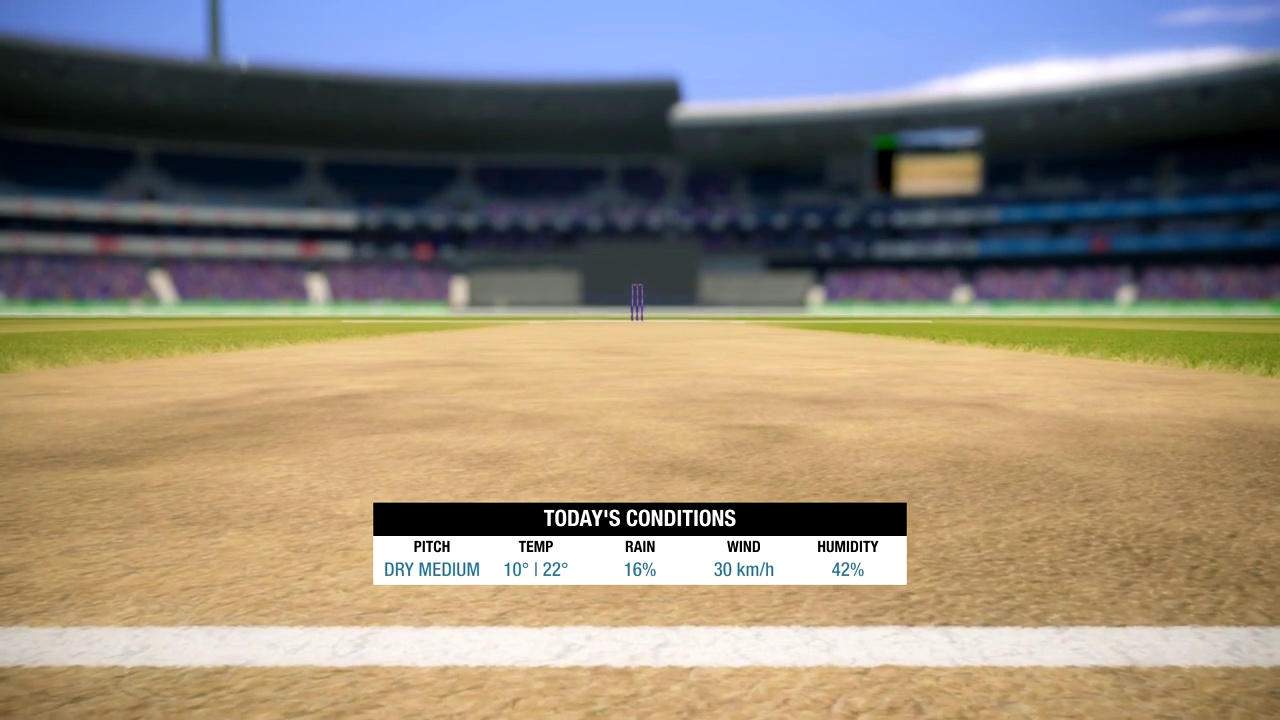 TODAY'S CONDITIONS
PITCH TEMP RAIN WIND HUMIDITY
DRY MEDIUM 10° | 22° 16% 30 km/h 42%